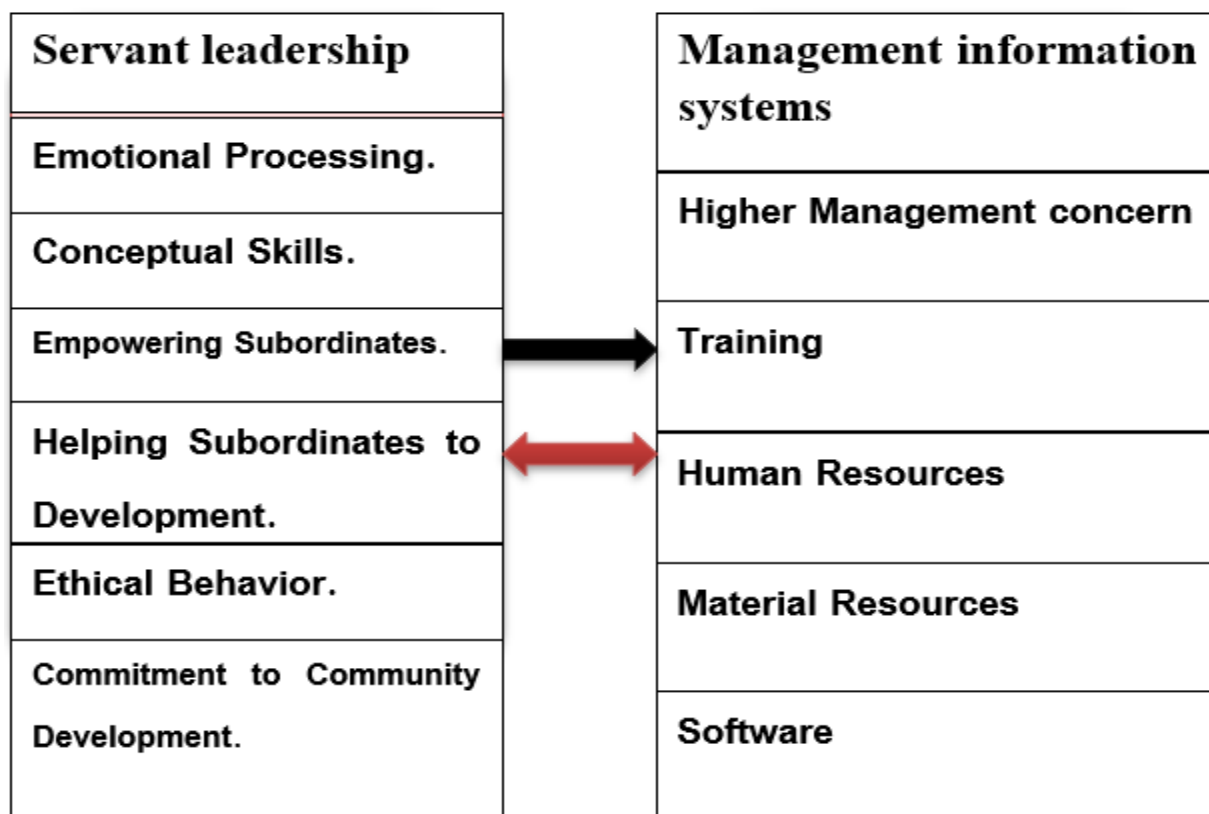 Servant leadership
Emotional Processing.
Conceptual Skills.
Empowering Subordinates.
Helping Subordinates to
Development.
Ethical Behavior.
Commitment to Community
Development.
Management information
systems
Higher Management concern
Training
Human Resources
Material Resources
Software